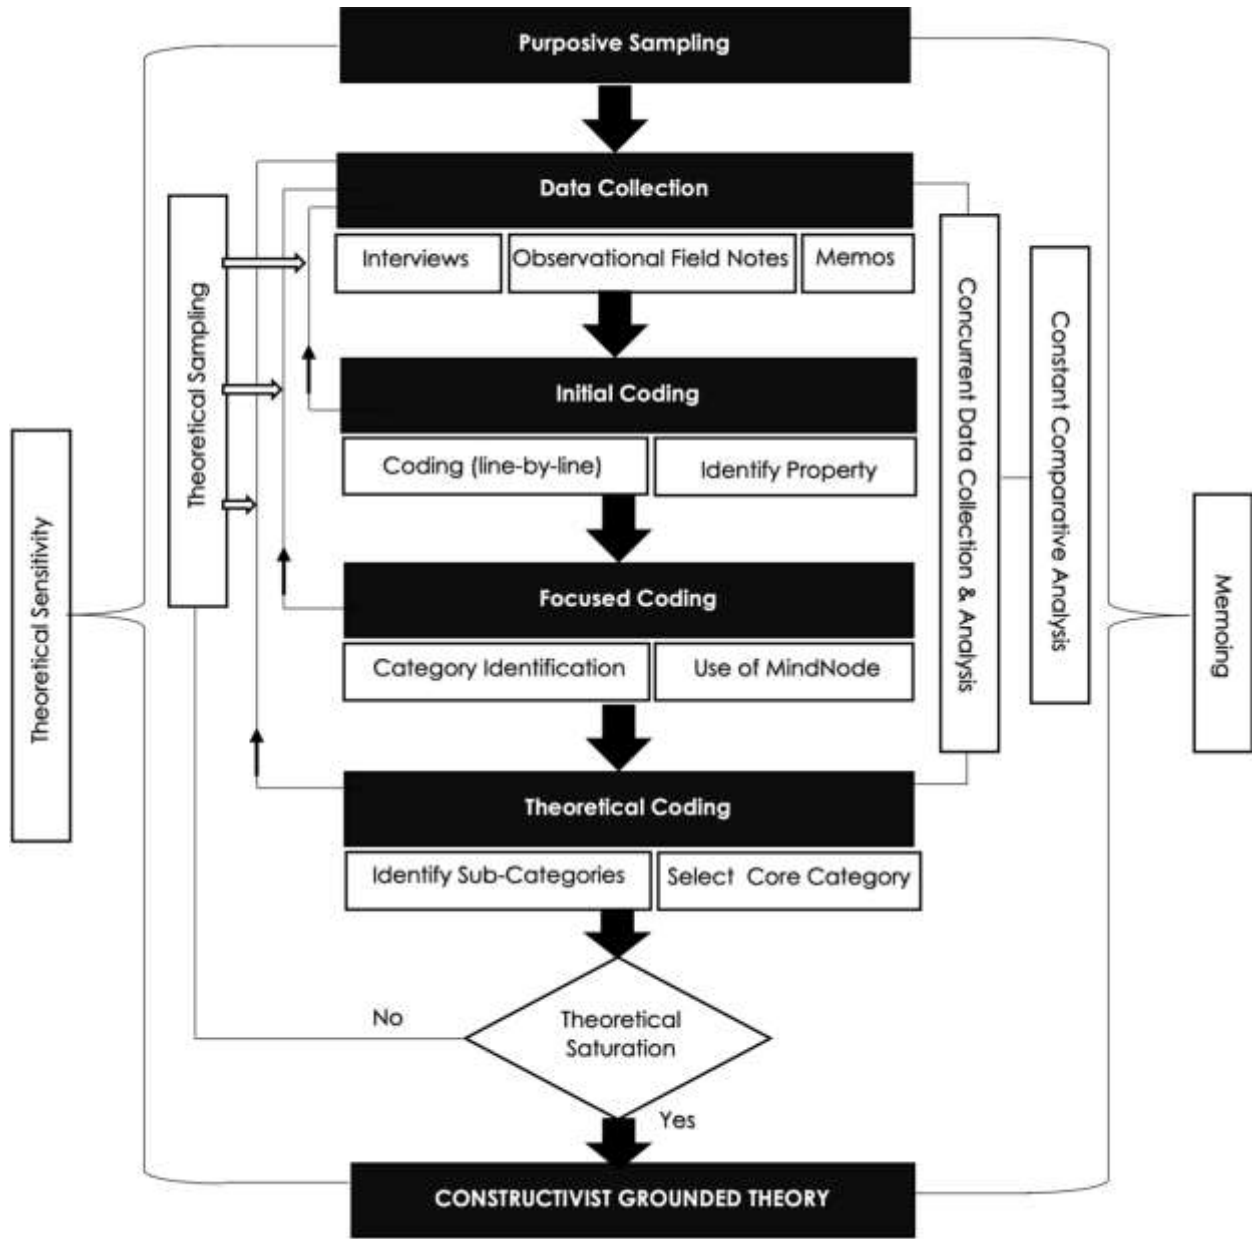 Purposive Sampling
Data Collection
Interviews
Observational Field Notes
Memos
Initial Coding
Coding (line-by-line)
Identify Property
Focused Coding
Category Identification
Use of MindNode
Theoretical Coding
Identify Sub-Categories
Select Core Category
Theoretical
Saturation
No
Yes
CONSTRUCTIVIST GROUNDED THEORY
Theoretical Sensitivity
Theoretical Sampling
Concurrent Data Collection & Analysis
Constant Comparative Analysis
Memoing